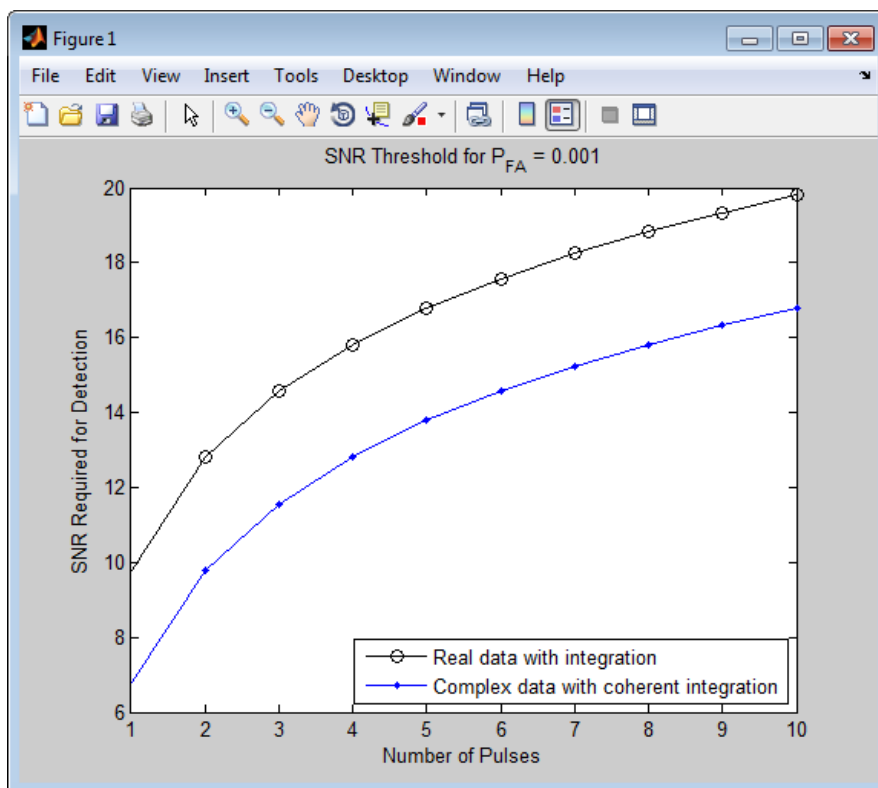 Figure 1
File Edit View Insert Tools Desktop Window Help
SNR Threshold for P_FA = 0.001
20
18
16
14
12
10
8
6
SNR Required for Detection
Real data with integration
Complex data with coherent integration
1 2 3 4 5 6 7 8 9 10
Number of Pulses